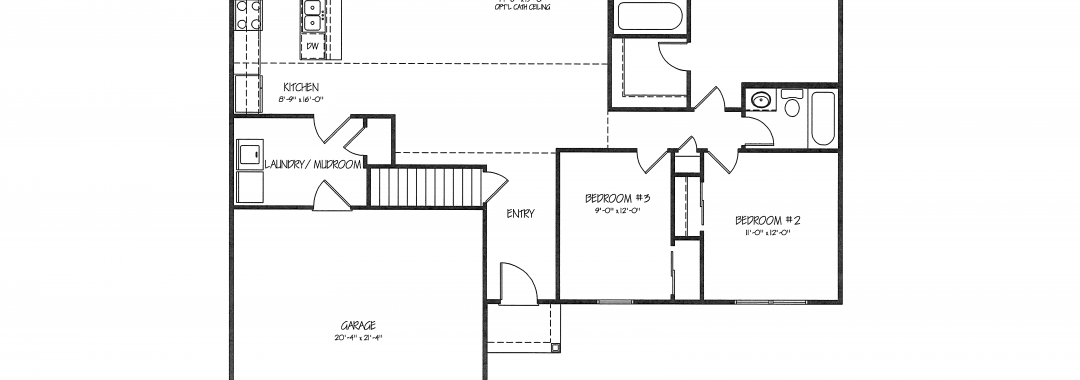 OPT'L CATH CEILING
DW
KITCHEN
8'-9" x 16'-0"
LAUNDRY/ MUDROOM
BEDROOM #3
9'-0" x 12'-0"
ENTRY
BEDROOM #2
11'-0" x 12'-0"
GARAGE
20'-4" x 21'-4"